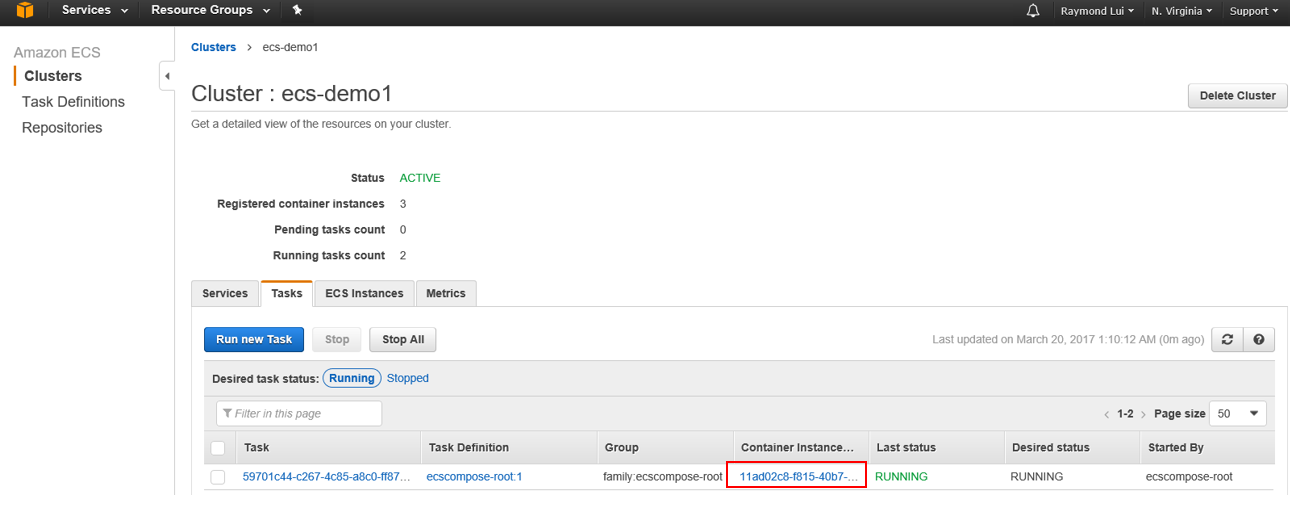 Services Resource Groups Raymond Lui N. Virginia Support
Amazon ECS
Clusters
Task Definitions
Repositories
Clusters > ecs-demo1
Cluster : ecs-demo1
Delete Cluster
Get a detailed view of the resources on your cluster.
Status ACTIVE
Registered container instances 3
Pending tasks count 0
Running tasks count 2
Services Tasks ECS Instances Metrics
Run new Task Stop Stop All Last updated on March 20, 2017 1:10:12 AM (0m ago)
Desired task status: Running Stopped
Filter in this page < 1-2 > Page size 50
Task Task Definition Group Container Instance... Last status Desired status Started By
59701c44-c267-4c85-a8c0-ff87... ecscompose-root:1 family:ecscompose-root 11ad02c8-f815-40b7-... RUNNING RUNNING ecscompose-root